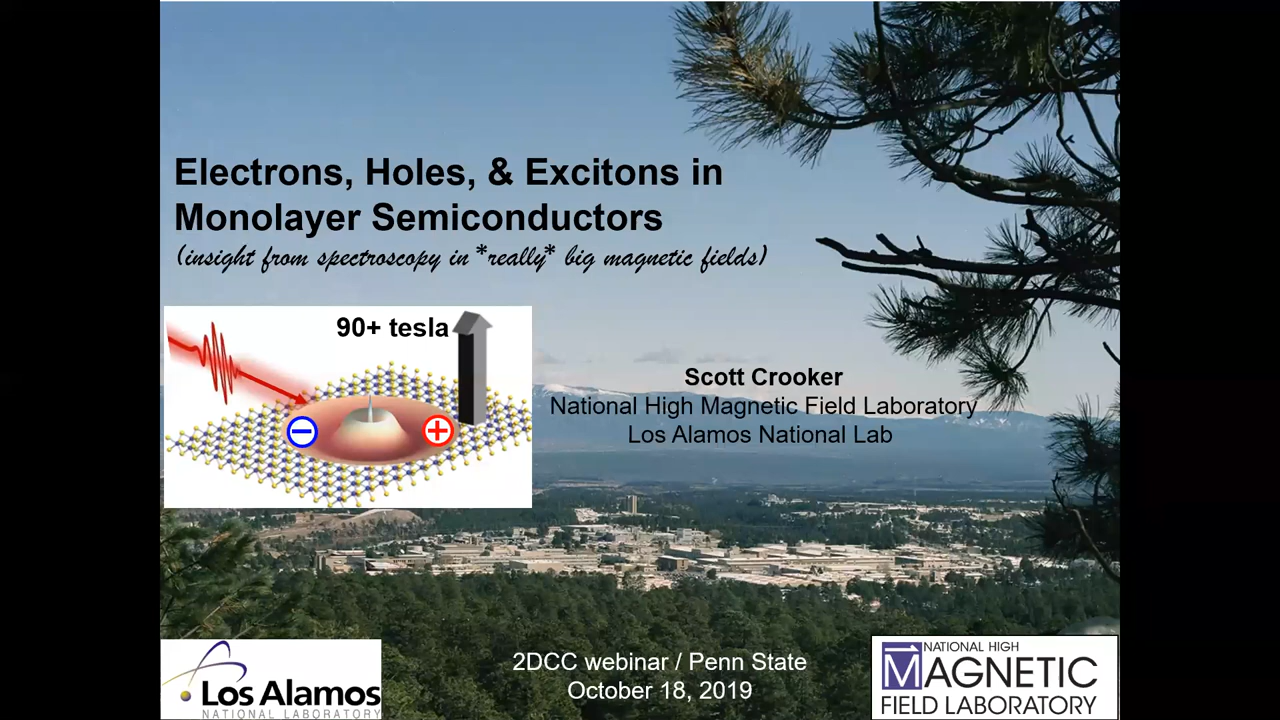 Electrons, Holes, & Excitons in
Monolayer Semiconductors
(insight from spectroscopy in *really* big magnetic fields)
90+ tesla
Scott Crooker
National High Magnetic Field Laboratory
Los Alamos National Lab
2DCC webinar / Penn State
October 18, 2019
Los Alamos
NATIONAL LABORATORY
NATIONAL HIGH
MAGNETIC
FIELD LABORATORY